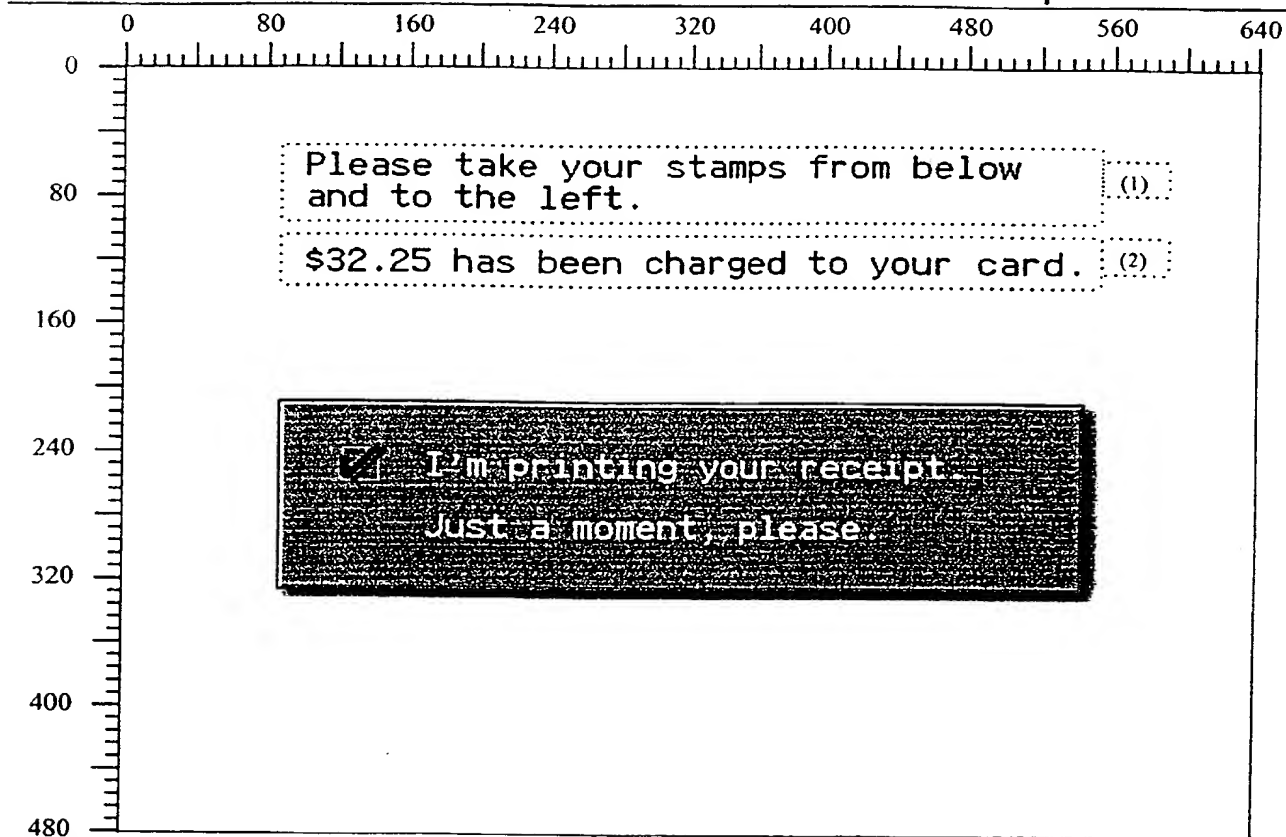 0 80 160 240 320 400 480 560 640
0
Please take your stamps from below
and to the left.
(1)
80
$32.25 has been charged to your card.
(2)
160
240
I'm printing your receipt.
Just a moment, please.
320
400
480